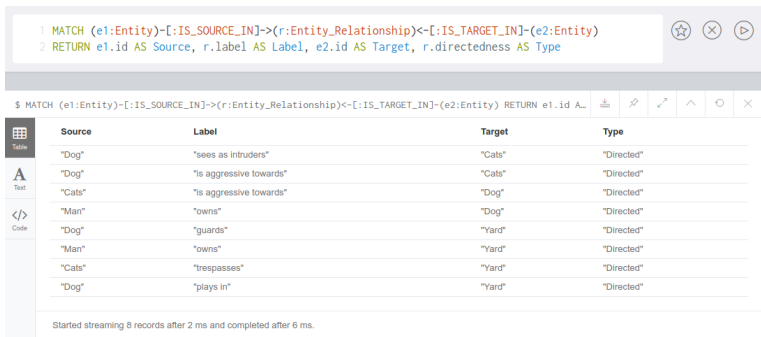 1 MATCH (e1:Entity)-[:IS_SOURCE_IN]->(r:Entity_Relationship)<-[:IS_TARGET_IN]-(e2:Entity)
2 RETURN e1.id AS Source, r.label AS Label, e2.id AS Target, r.directedness AS Type
$ MATCH (e1:Entity)-[:IS_SOURCE_IN]->(r:Entity_Relationship)<-[:IS_TARGET_IN]-(e2:Entity) RETURN e1.id A…
Table
A
Text
</>
Code
Source Label Target Type
"Dog" "sees as intruders" "Cats" "Directed"
"Dog" "is aggressive towards" "Cats" "Directed"
"Cats" "is aggressive towards" "Dog" "Directed"
"Man" "owns" "Dog" "Directed"
"Dog" "guards" "Yard" "Directed"
"Man" "owns" "Yard" "Directed"
"Cats" "trespasses" "Yard" "Directed"
"Dog" "plays in" "Yard" "Directed"
Started streaming 8 records after 2 ms and completed after 6 ms.